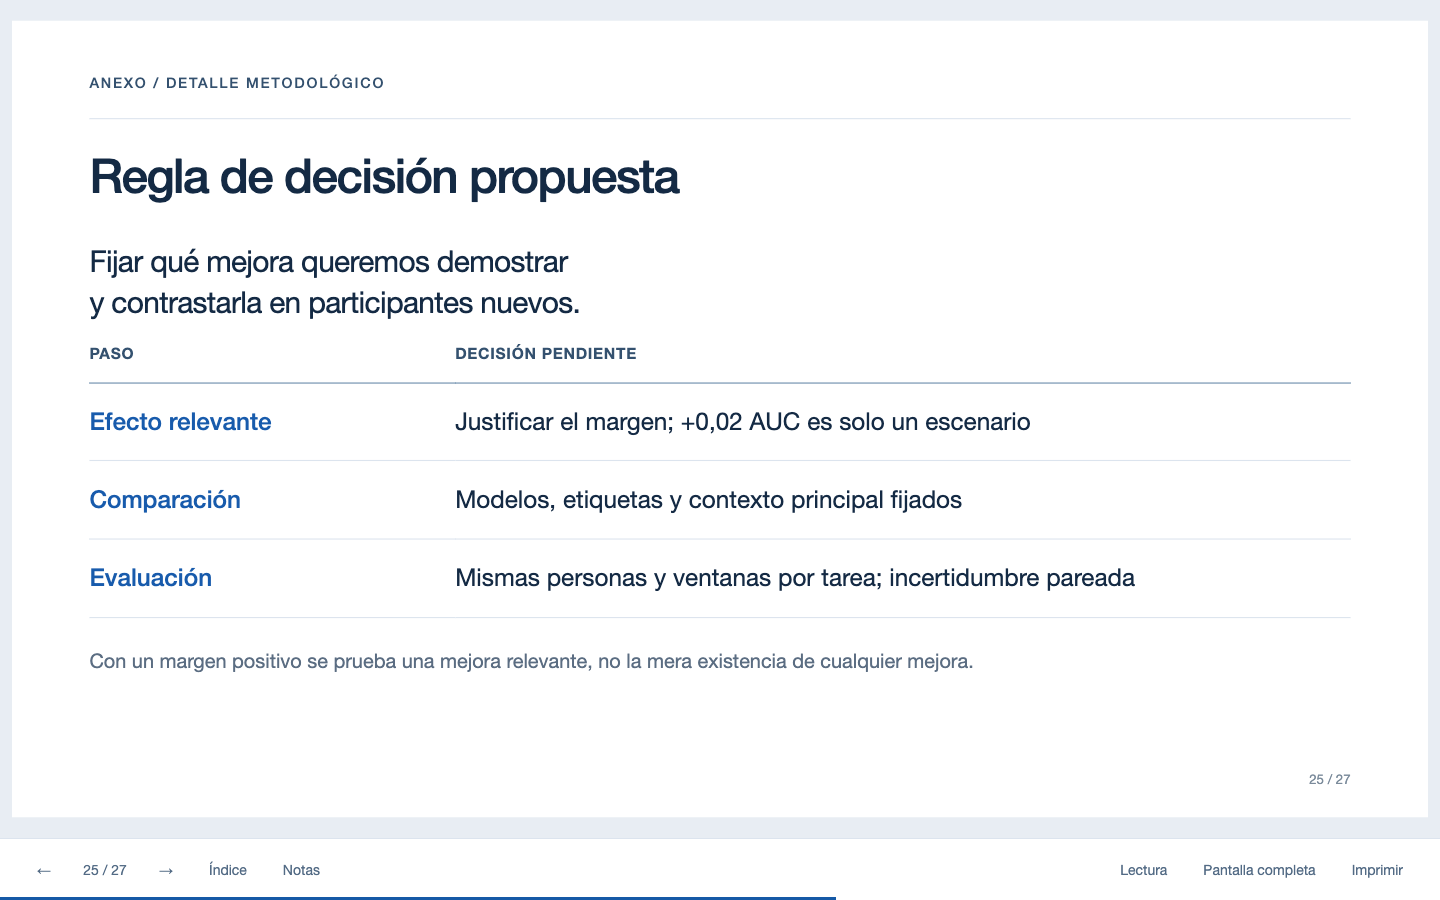 ANEXO / DETALLE METODOLÓGICO
Regla de decisión propuesta
Fijar qué mejora queremos demostrar
y contrastarla en participantes nuevos.
PASO DECISIÓN PENDIENTE
Efecto relevante Justificar el margen; +0,02 AUC es solo un escenario
Comparación Modelos, etiquetas y contexto principal fijados
Evaluación Mismas personas y ventanas por tarea; incertidumbre pareada
Con un margen positivo se prueba una mejora relevante, no la mera existencia de cualquier mejora.
25 / 27
← 25 / 27 → Índice Notas Lectura Pantalla completa Imprimir